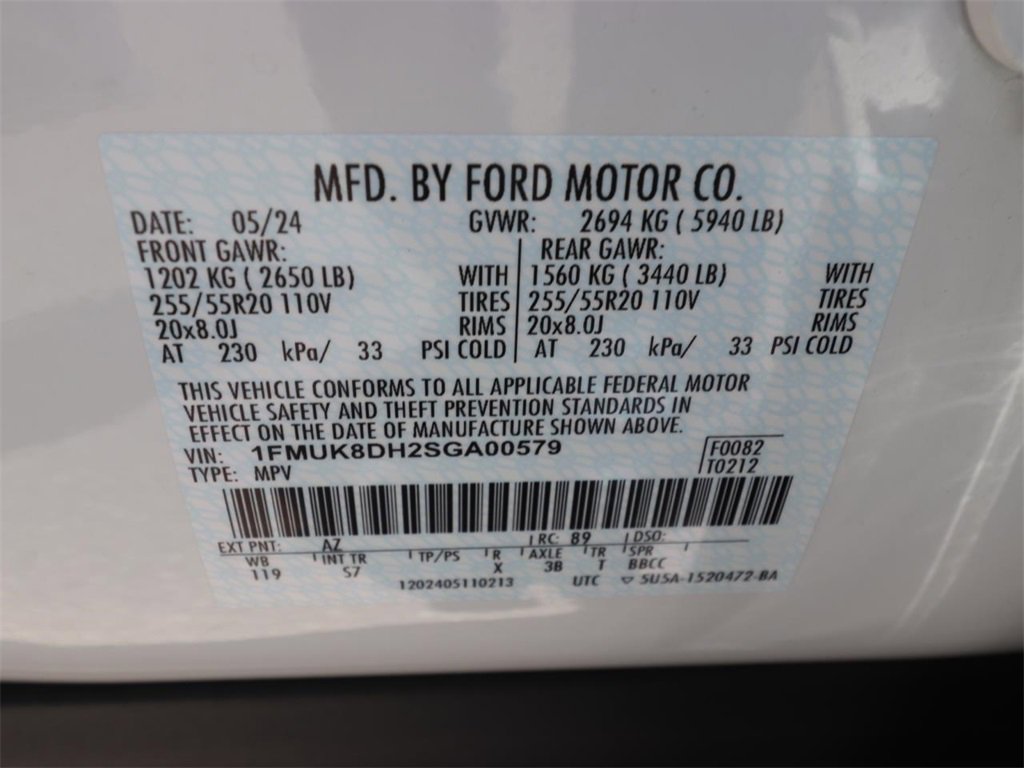 MFD. BY FORD MOTOR CO.
DATE: 05/24 GVWR: 2694 KG ( 5940 LB)
FRONT GAWR: REAR GAWR:
1202 KG ( 2650 LB) WITH 1560 KG ( 3440 LB) WITH
255/55R20 110V TIRES 255/55R20 110V TIRES
20x8.0J RIMS 20x8.0J RIMS
AT 230 kPa/ 33 PSI COLD AT 230 kPa/ 33 PSI COLD
THIS VEHICLE CONFORMS TO ALL APPLICABLE FEDERAL MOTOR
VEHICLE SAFETY AND THEFT PREVENTION STANDARDS IN
EFFECT ON THE DATE OF MANUFACTURE SHOWN ABOVE.
VIN: 1FMUK8DH2SGA00579 F0082
TYPE: MPV T0212
EXT PNT: AZ RC: 89 DSO:
WB INT TR TP/PS R AXLE TR SPR
119 S7 X 3B T BBCC
1202405110213 UTC ▽ SU5A-1520472-BA